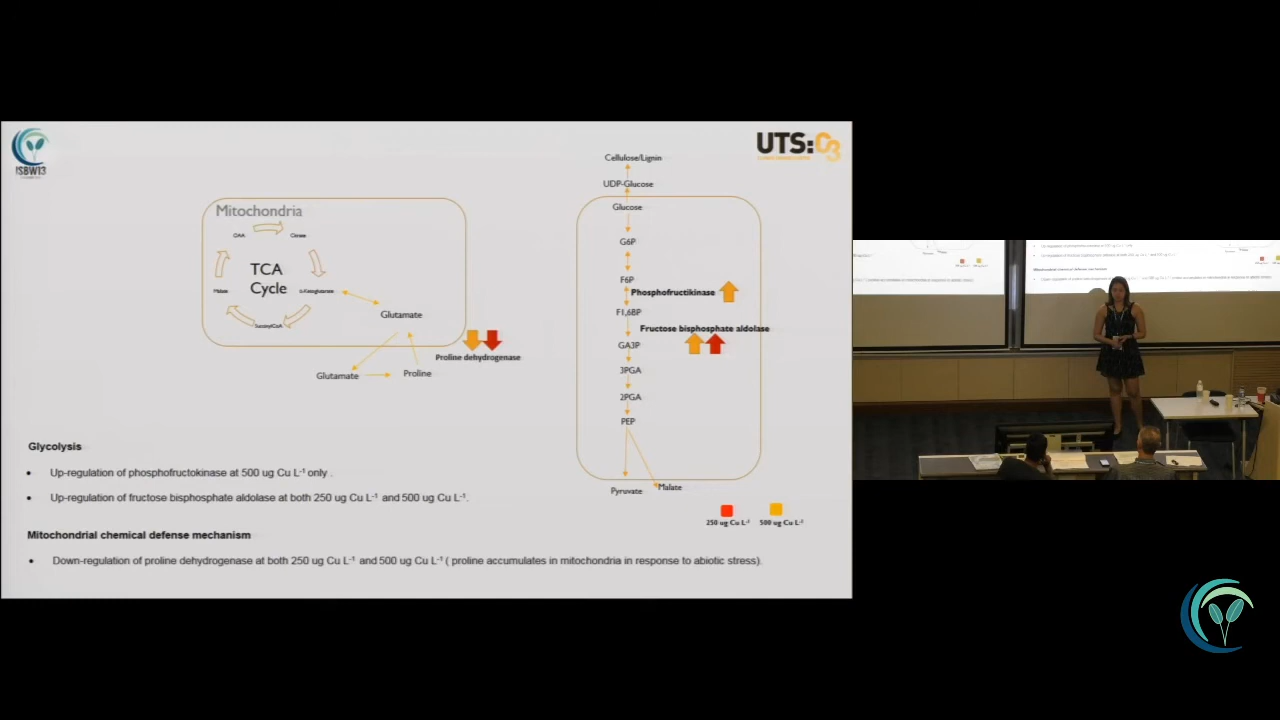 ISBW13
UTS:C3
Mitochondria
OAA
Citrate
TCA
Cycle
Malate
α-Ketoglutarate
SuccinylCoA
Glutamate
Proline dehydrogenase
Glutamate
Proline
Cellulose/Lignin
UDP-Glucose
Glucose
G6P
F6P
Phosphofructikinase
F1,6BP
Fructose bisphosphate aldolase
GA3P
3PGA
2PGA
PEP
Pyruvate
Malate
250 ug Cu L⁻¹
500 ug Cu L⁻¹
Glycolysis
• Up-regulation of phosphofructokinase at 500 ug Cu L⁻¹ only .
• Up-regulation of fructose bisphosphate aldolase at both 250 ug Cu L⁻¹ and 500 ug Cu L⁻¹.
Mitochondrial chemical defense mechanism
• Down-regulation of proline dehydrogenase at both 250 ug Cu L⁻¹ and 500 ug Cu L⁻¹ ( proline accumulates in mitochondria in response to abiotic stress).